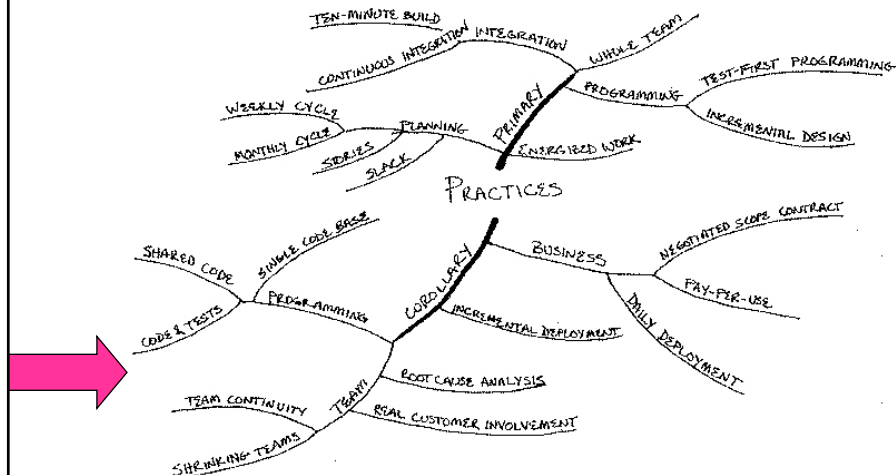 TEN-MINUTE BUILD
CONTINUOUS INTEGRATION
INTEGRATION
WHOLE TEAM
PROGRAMMING
TEST-FIRST PROGRAMMING
INCREMENTAL DESIGN
PRIMARY
ENERGIZED WORK
PLANNING
WEEKLY CYCLE
MONTHLY CYCLE
STORIES
SLACK
PRACTICES
COROLLARY
BUSINESS
NEGOTIATED SCOPE CONTRACT
PAY-PER-USE
DAILY DEPLOYMENT
INCREMENTAL DEPLOYMENT
PROGRAMMING
SINGLE CODE BASE
SHARED CODE
CODE & TESTS
TEAM
ROOT CAUSE ANALYSIS
REAL CUSTOMER INVOLVEMENT
TEAM CONTINUITY
SHRINKING TEAMS